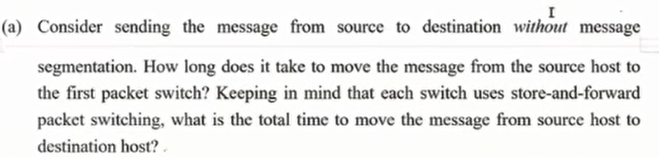 (a) Consider sending the message from source to destination without message
segmentation. How long does it take to move the message from the source host to
the first packet switch? Keeping in mind that each switch uses store-and-forward
packet switching, what is the total time to move the message from source host to
destination host?